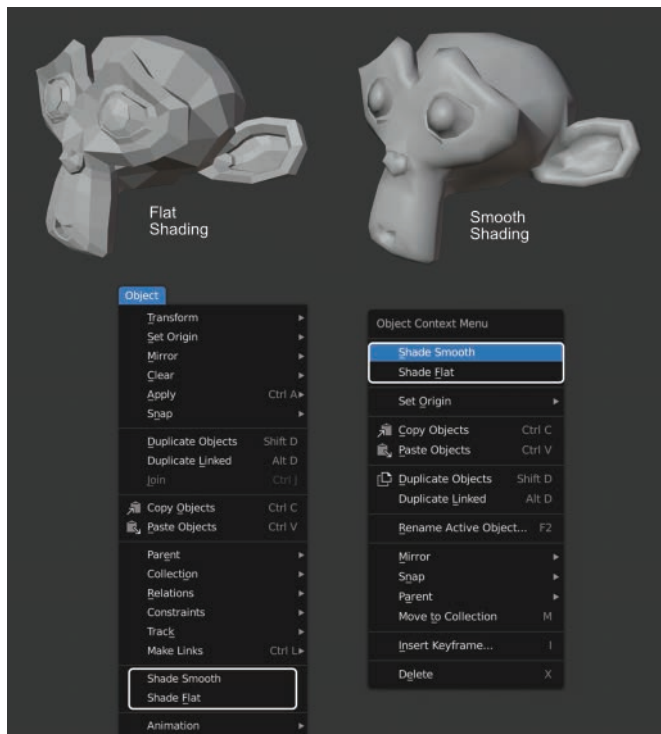 Flat
Shading
Smooth
Shading
Object
Transform
Set Origin
Mirror
Clear
Apply Ctrl A
Snap
Duplicate Objects Shift D
Duplicate Linked Alt D
Join Ctrl J
Copy Objects Ctrl C
Paste Objects Ctrl V
Parent
Collection
Relations
Constraints
Track
Make Links Ctrl L
Shade Smooth
Shade Flat
Animation
Object Context Menu
Shade Smooth
Shade Flat
Set Origin
Copy Objects Ctrl C
Paste Objects Ctrl V
Duplicate Objects Shift D
Duplicate Linked Alt D
Rename Active Object... F2
Mirror
Snap
Parent
Move to Collection M
Insert Keyframe... I
Delete X